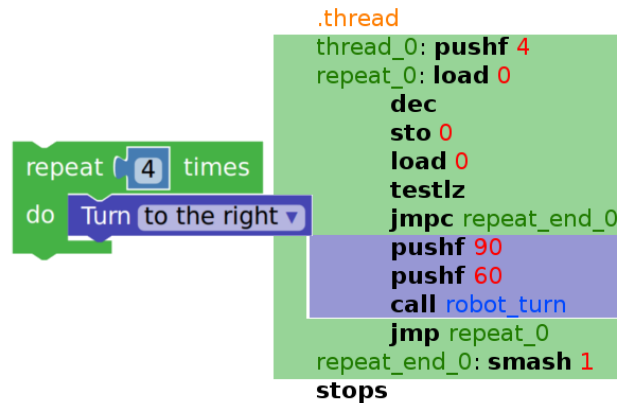 repeat 4 times
do Turn to the right ▾
.thread
thread_0: pushf 4
repeat_0: load 0
dec
sto 0
load 0
testlz
jmpc repeat_end_0
pushf 90
pushf 60
call robot_turn
jmp repeat_0
repeat_end_0: smash 1
stops